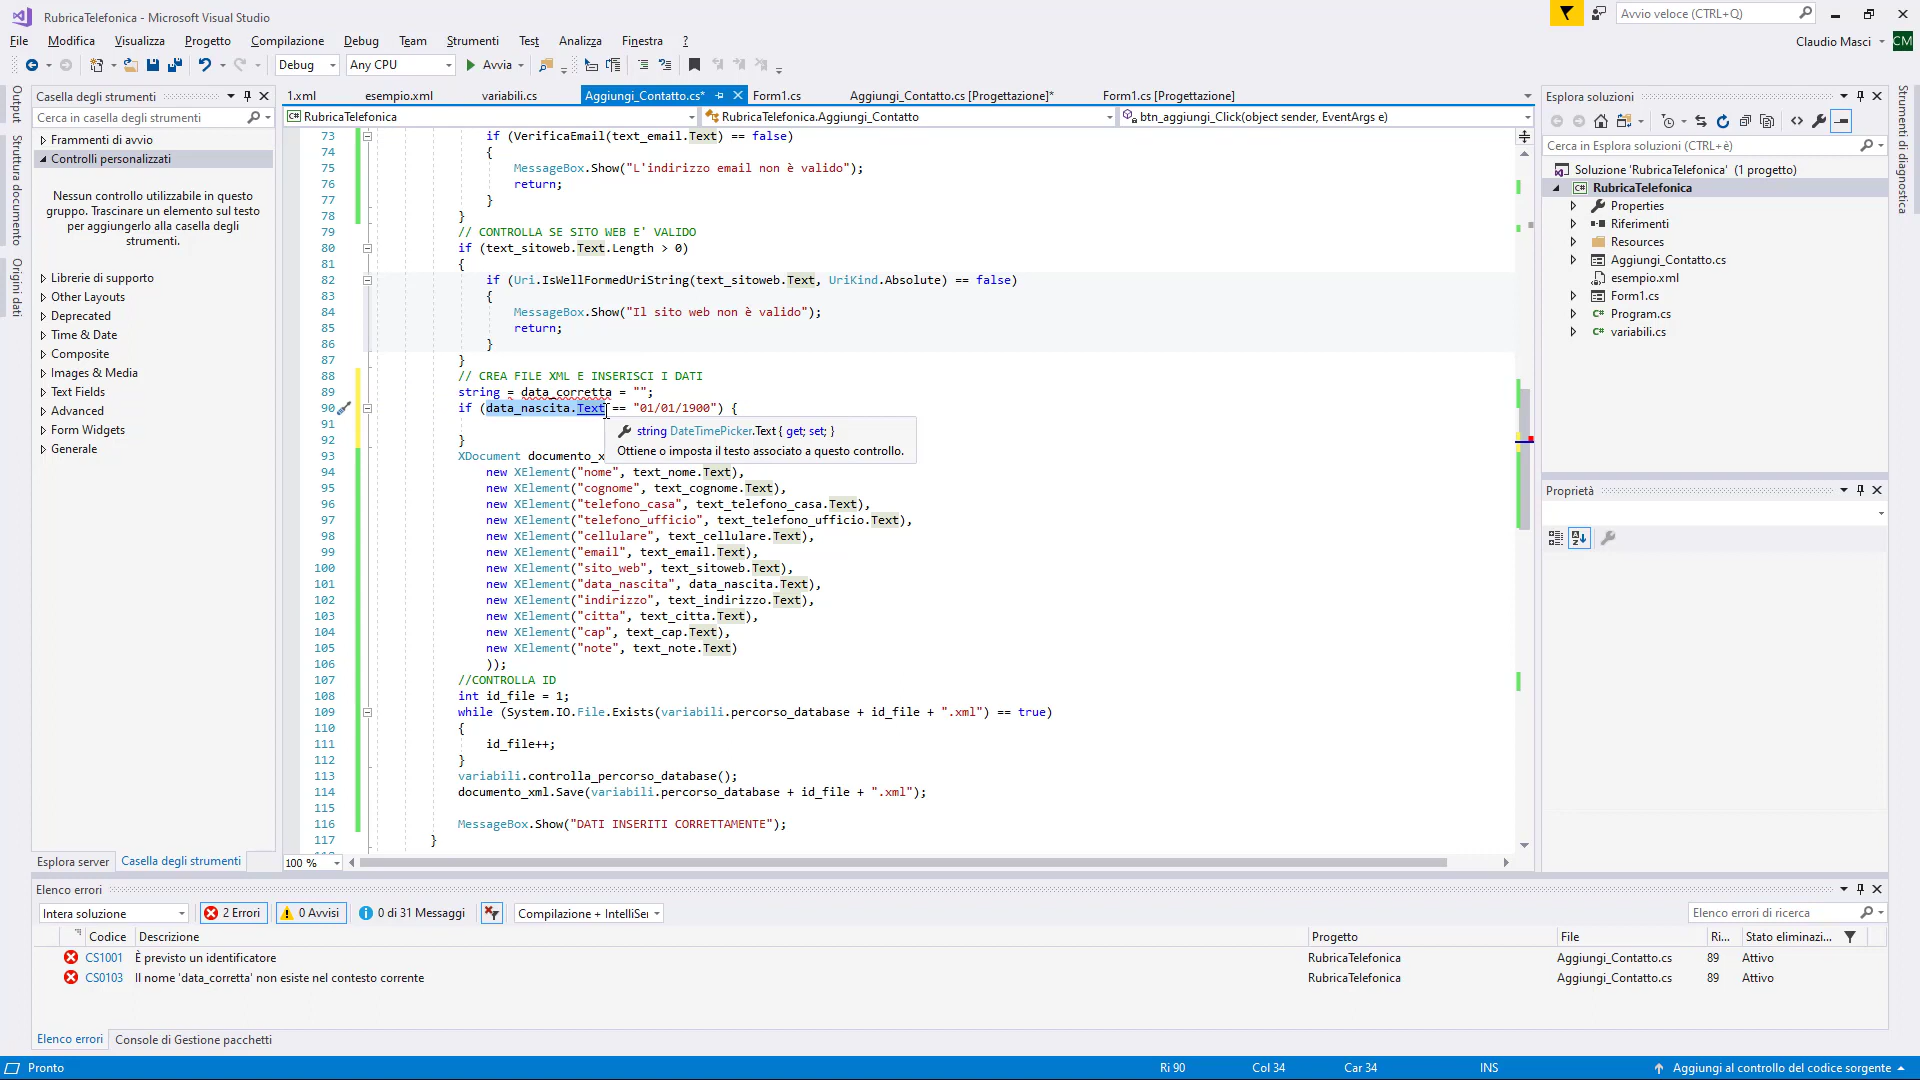 RubricaTelefonica - Microsoft Visual Studio
Avvio veloce (CTRL+Q)
File Modifica Visualizza Progetto Compilazione Debug Team Strumenti Test Analizza Finestra ?
Claudio Masci CM
Debug Any CPU Avvia
Output
Struttura documento
Origini dati
Casella degli strumenti
Cerca in casella degli strumenti
Frammenti di avvio
Controlli personalizzati
Nessun controllo utilizzabile in questo
gruppo. Trascinare un elemento sul testo
per aggiungerlo alla casella degli
strumenti.
Librerie di supporto
Other Layouts
Deprecated
Time & Date
Composite
Images & Media
Text Fields
Advanced
Form Widgets
Generale
Esplora server Casella degli strumenti
1.xml esempio.xml variabili.cs Aggiungi_Contatto.cs* Form1.cs Aggiungi_Contatto.cs [Progettazione]* Form1.cs [Progettazione]
RubricaTelefonica RubricaTelefonica.Aggiungi_Contatto btn_aggiungi_Click(object sender, EventArgs e)
73 if (VerificaEmail(text_email.Text) == false)
74 {
75 MessageBox.Show("L'indirizzo email non è valido");
76 return;
77 }
78 }
79 // CONTROLLA SE SITO WEB E' VALIDO
80 if (text_sitoweb.Text.Length > 0)
81 {
82 if (Uri.IsWellFormedUriString(text_sitoweb.Text, UriKind.Absolute) == false)
83 {
84 MessageBox.Show("Il sito web non è valido");
85 return;
86 }
87 }
88 // CREA FILE XML E INSERISCI I DATI
89 string = data_corretta = "";
90 if (data_nascita.Text == "01/01/1900") {
91
92 }
string DateTimePicker.Text { get; set; }
Ottiene o imposta il testo associato a questo controllo.
93 XDocument documento_x
94 new XElement("nome", text_nome.Text),
95 new XElement("cognome", text_cognome.Text),
96 new XElement("telefono_casa", text_telefono_casa.Text),
97 new XElement("telefono_ufficio", text_telefono_ufficio.Text),
98 new XElement("cellulare", text_cellulare.Text),
99 new XElement("email", text_email.Text),
100 new XElement("sito_web", text_sitoweb.Text),
101 new XElement("data_nascita", data_nascita.Text),
102 new XElement("indirizzo", text_indirizzo.Text),
103 new XElement("citta", text_citta.Text),
104 new XElement("cap", text_cap.Text),
105 new XElement("note", text_note.Text)
106 ));
107 //CONTROLLA ID
108 int id_file = 1;
109 while (System.IO.File.Exists(variabili.percorso_database + id_file + ".xml") == true)
110 {
111 id_file++;
112 }
113 variabili.controlla_percorso_database();
114 documento_xml.Save(variabili.percorso_database + id_file + ".xml");
115
116 MessageBox.Show("DATI INSERITI CORRETTAMENTE");
117 }
100 %
Esplora soluzioni
Cerca in Esplora soluzioni (CTRL+è)
Soluzione 'RubricaTelefonica' (1 progetto)
RubricaTelefonica
Properties
Riferimenti
Resources
Aggiungi_Contatto.cs
esempio.xml
Form1.cs
Program.cs
variabili.cs
Proprietà
Strumenti di diagnostica
Elenco errori
Intera soluzione 2 Errori 0 Avvisi 0 di 31 Messaggi Compilazione + IntelliSer Elenco errori di ricerca
Codice Descrizione Progetto File Ri... Stato eliminazi...
CS1001 È previsto un identificatore RubricaTelefonica Aggiungi_Contatto.cs 89 Attivo
CS0103 Il nome 'data_corretta' non esiste nel contesto corrente RubricaTelefonica Aggiungi_Contatto.cs 89 Attivo
Elenco errori Console di Gestione pacchetti
Pronto Ri 90 Col 34 Car 34 INS Aggiungi al controllo del codice sorgente